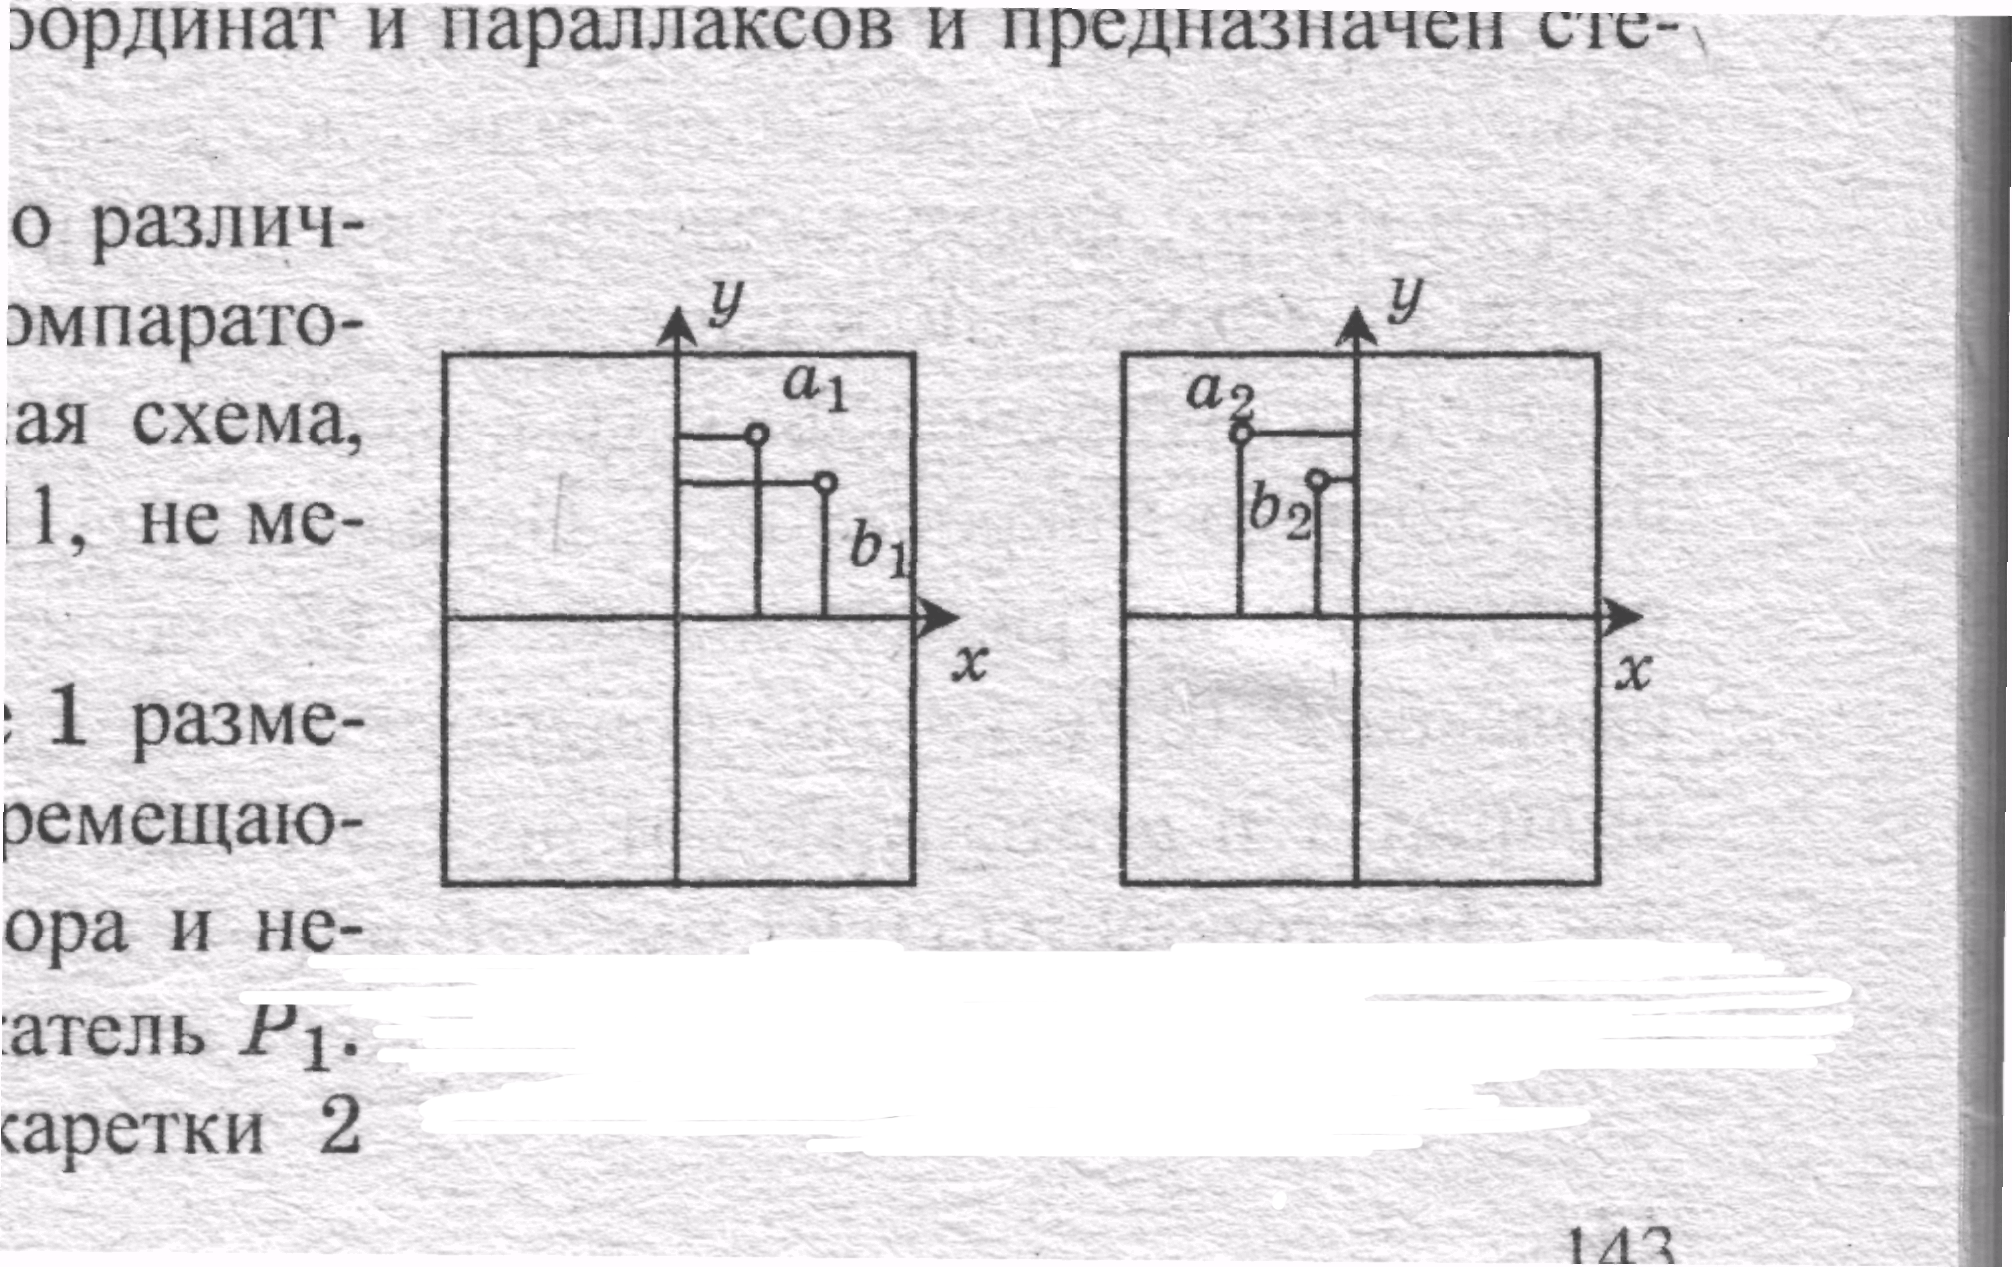 ординат и параллаксов и предназначен сте-
о различ-
омпарато-
ая схема,
1, не ме-
1 разме-
ремещаю-
ора и не-
атель P₁.
каретки 2
y
a₁
b₁
x
y
a₂
b₂
x
143